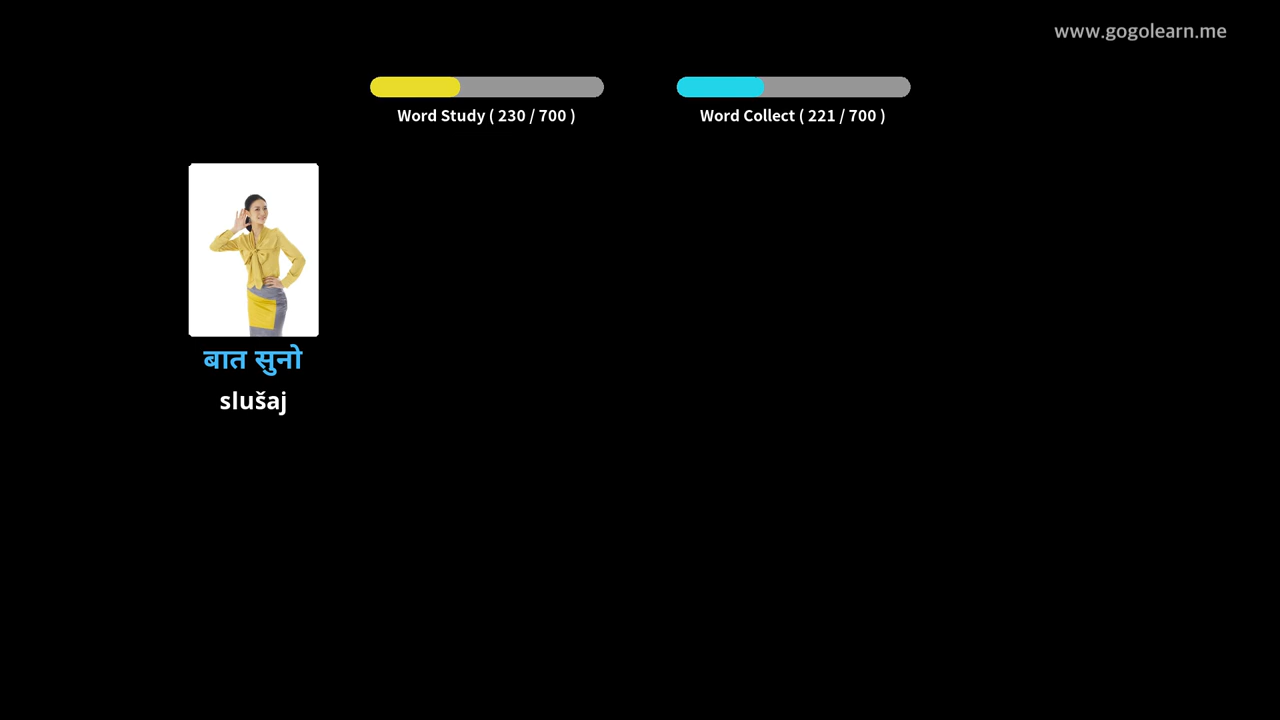 www.gogolearn.me
Word Study ( 230 / 700 )
Word Collect ( 221 / 700 )
बात सुनो
slušaj